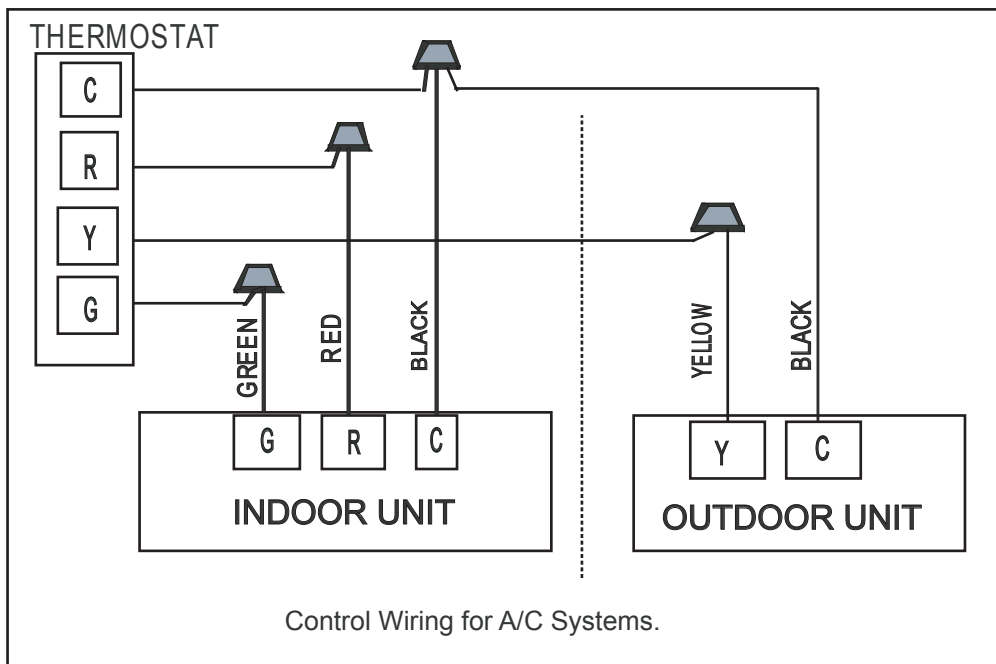 THERMOSTAT
C
R
Y
G
GREEN
RED
BLACK
YELLOW
BLACK
G
R
C
Y
C
INDOOR UNIT
OUTDOOR UNIT
Control Wiring for A/C Systems.